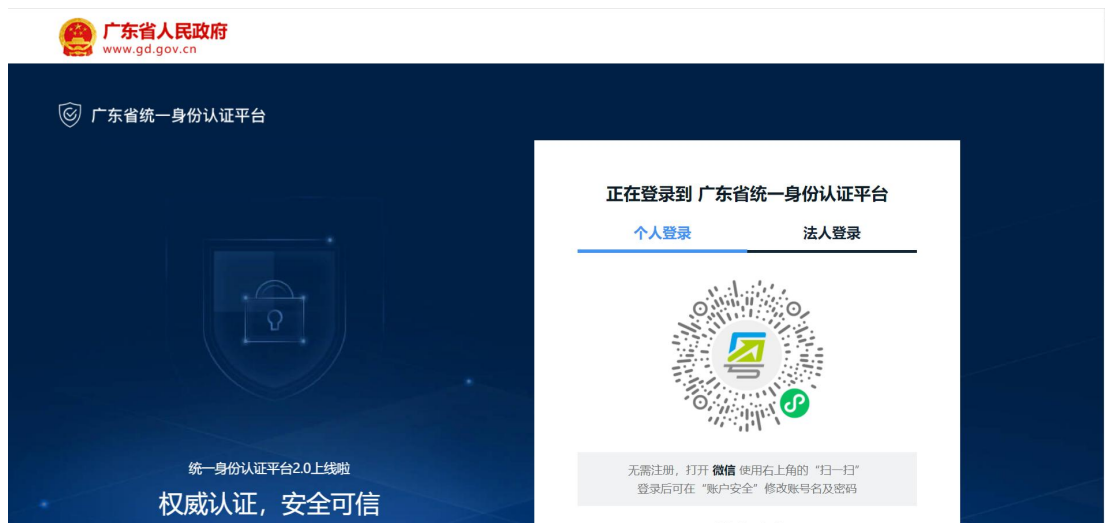 广东省人民政府
www.gd.gov.cn
广东省统一身份认证平台
统一身份认证平台2.0上线啦
权威认证，安全可信
正在登录到 广东省统一身份认证平台
个人登录 法人登录
无需注册，打开 微信 使用右上角的“扫一扫”
登录后可在“账户安全”修改账号名及密码